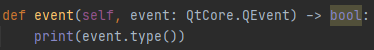 def event(self, event: QtCore.QEvent) -> bool:
    print(event.type())